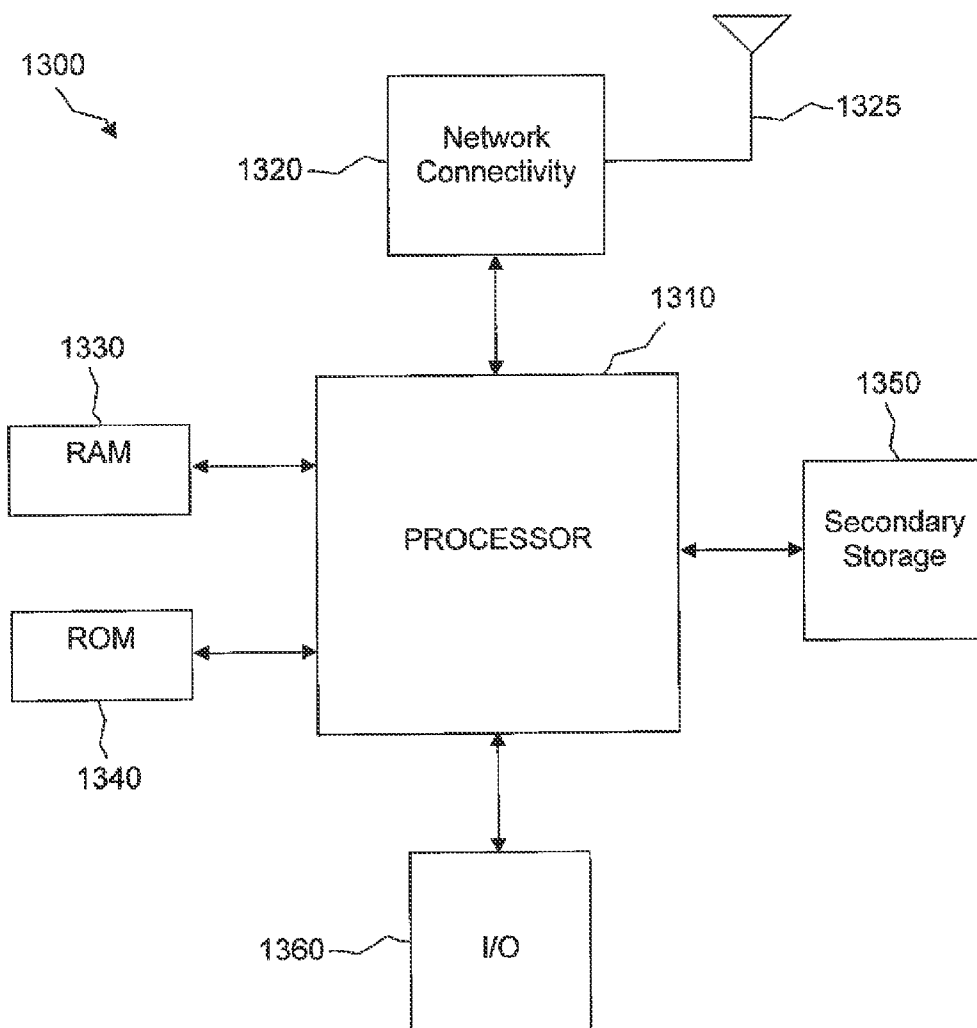 1300
1325
Network
Connectivity
1320
1310
1330
1350
RAM
Secondary
Storage
PROCESSOR
ROM
1340
I/O
1360